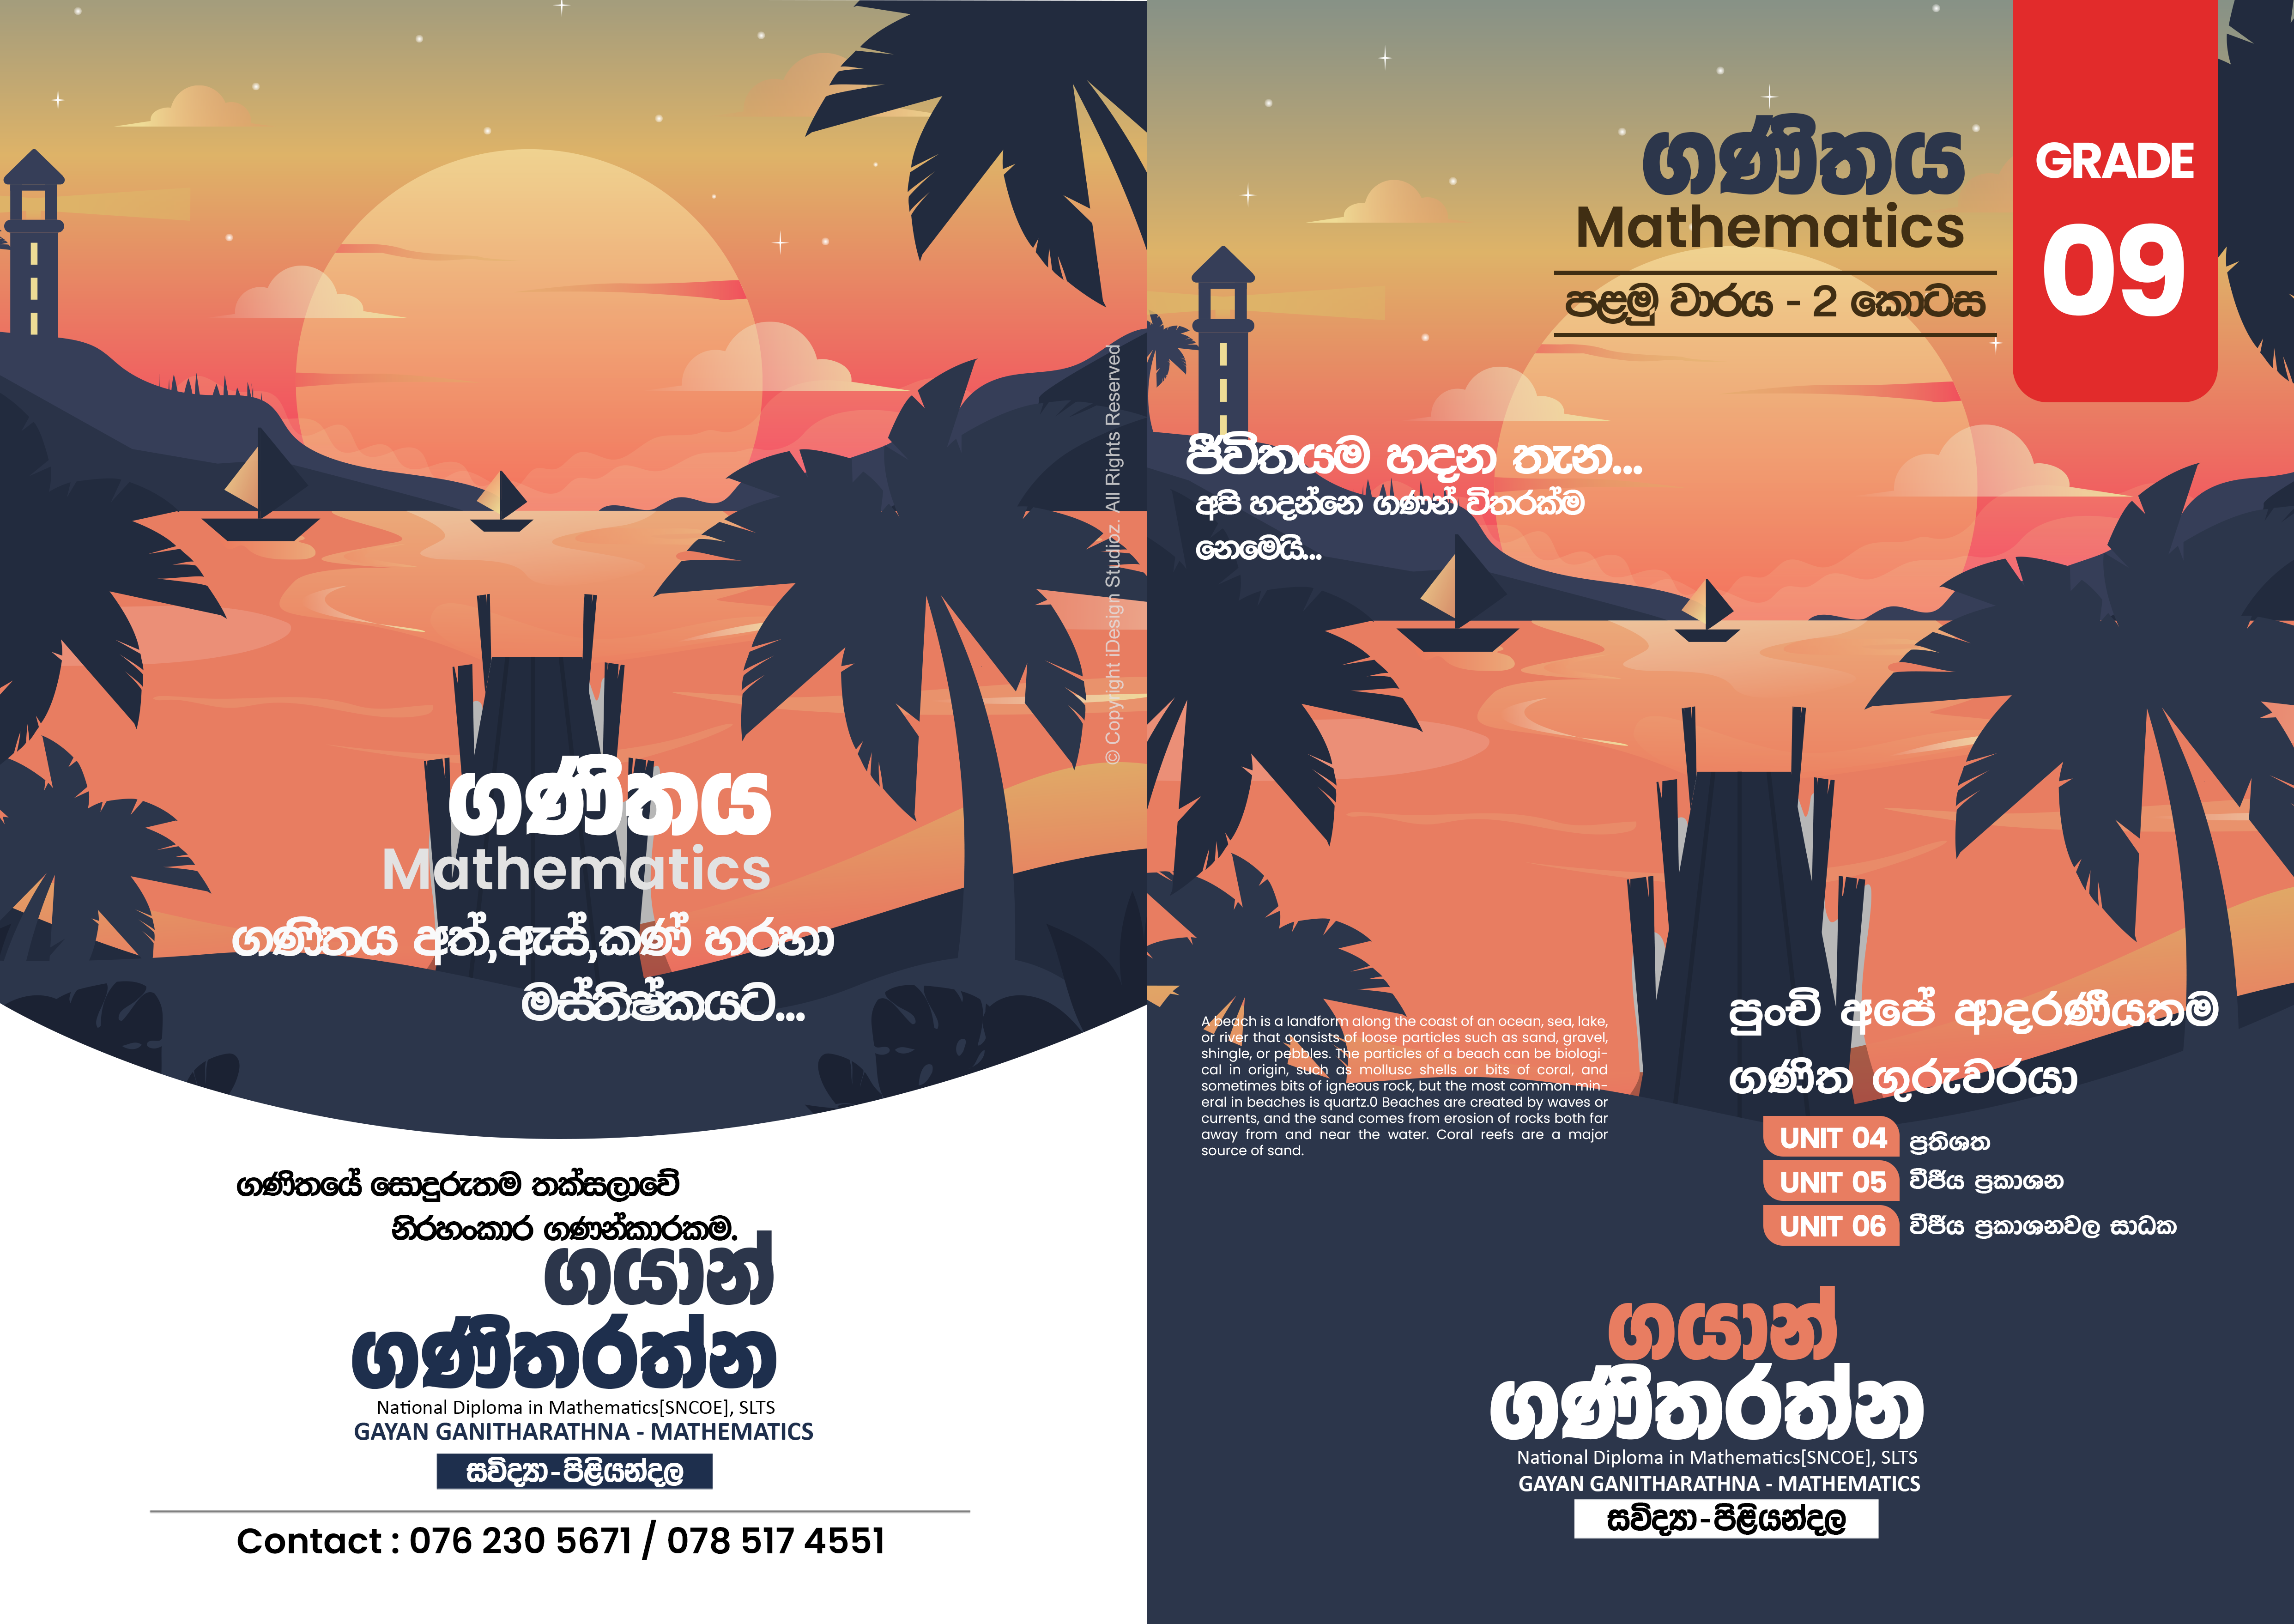 ගණිතය
Mathematics
ගණිතය අත්,ඇස්,කණ් හරහා
මස්තිෂ්කයට...
ගණිතයේ සොදුරුතම තක්සලාවේ
නිරහංකාර ගණන්කාරකම.
ගයාන්
ගණිතරත්න
National Diploma in Mathematics[SNCOE], SLTS
GAYAN GANITHARATHNA - MATHEMATICS
සවිද්‍යා-පිළියන්දල
Contact : 076 230 5671 / 078 517 4551
© Copyright iDesign Studioz. All Rights Reserved
ගණිතය
Mathematics
පළමු වාරය - 2 කොටස
GRADE
09
ජීවිතයම හදන තැන...
අපි හදන්නෙ ගණන් විතරක්ම
නෙමෙයි...
A beach is a landform along the coast of an ocean, sea, lake,
or river that consists of loose particles such as sand, gravel,
shingle, or pebbles. The particles of a beach can be biologi-
cal in origin, such as mollusc shells or bits of coral, and
sometimes bits of igneous rock, but the most common min-
eral in beaches is quartz.0 Beaches are created by waves or
currents, and the sand comes from erosion of rocks both far
away from and near the water. Coral reefs are a major
source of sand.
පුංචි අපේ ආදරණීයතම
ගණිත ගුරුවරයා
UNIT 04 ප්‍රතිශත
UNIT 05 වීජීය ප්‍රකාශන
UNIT 06 වීජීය ප්‍රකාශනවල සාධක
ගයාන්
ගණිතරත්න
National Diploma in Mathematics[SNCOE], SLTS
GAYAN GANITHARATHNA - MATHEMATICS
සවිද්‍යා-පිළියන්දල